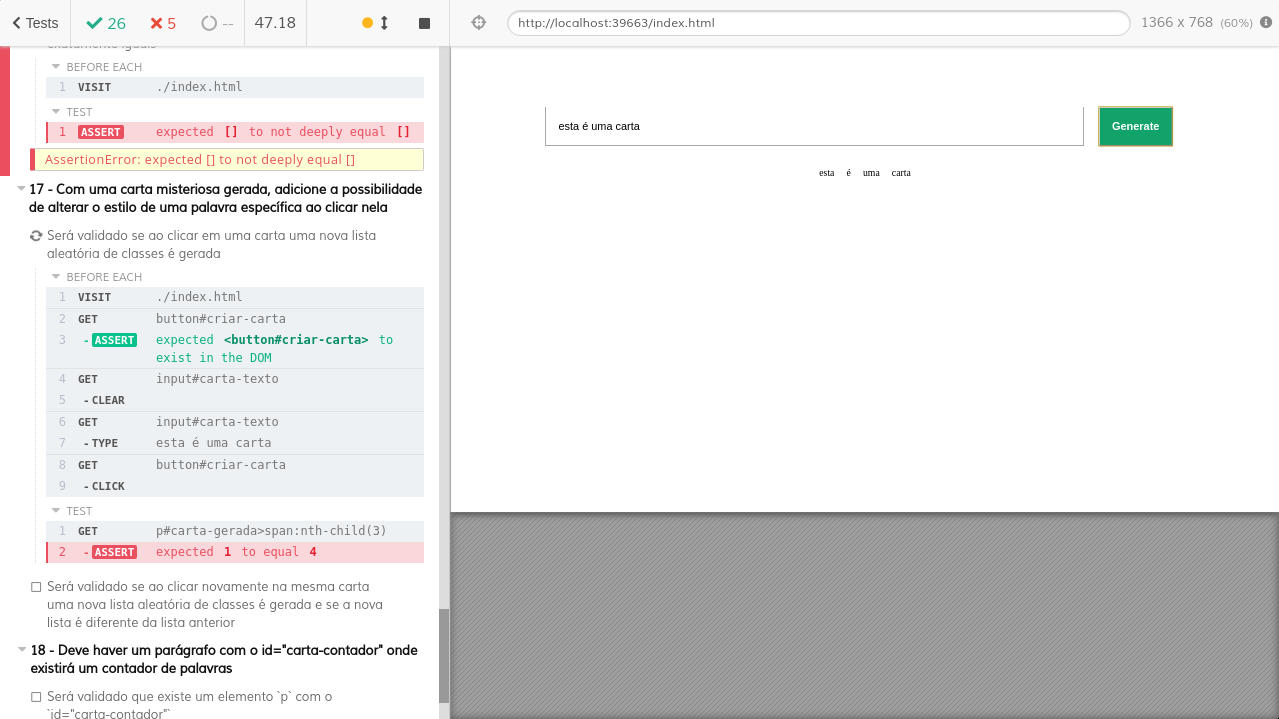 Tests 26 5 -- 47.18 http://localhost:39663/index.html 1366 x 768 (60%)
exatamente iguais
BEFORE EACH
1 VISIT ./index.html
TEST
1 ASSERT expected [] to not deeply equal []
AssertionError: expected [] to not deeply equal []
17 - Com uma carta misteriosa gerada, adicione a possibilidade
de alterar o estilo de uma palavra específica ao clicar nela
Será validado se ao clicar em uma carta uma nova lista
aleatória de classes é gerada
BEFORE EACH
1 VISIT ./index.html
2 GET button#criar-carta
3 - ASSERT expected <button#criar-carta> to
exist in the DOM
4 GET input#carta-texto
5 - CLEAR
6 GET input#carta-texto
7 - TYPE esta é uma carta
8 GET button#criar-carta
9 - CLICK
TEST
1 GET p#carta-gerada>span:nth-child(3)
2 - ASSERT expected 1 to equal 4
Será validado se ao clicar novamente na mesma carta
uma nova lista aleatória de classes é gerada e se a nova
lista é diferente da lista anterior
18 - Deve haver um parágrafo com o id="carta-contador" onde
existirá um contador de palavras
Será validado que existe um elemento `p` com o
`id="carta-contador"`
esta é uma carta
Generate
esta é uma carta